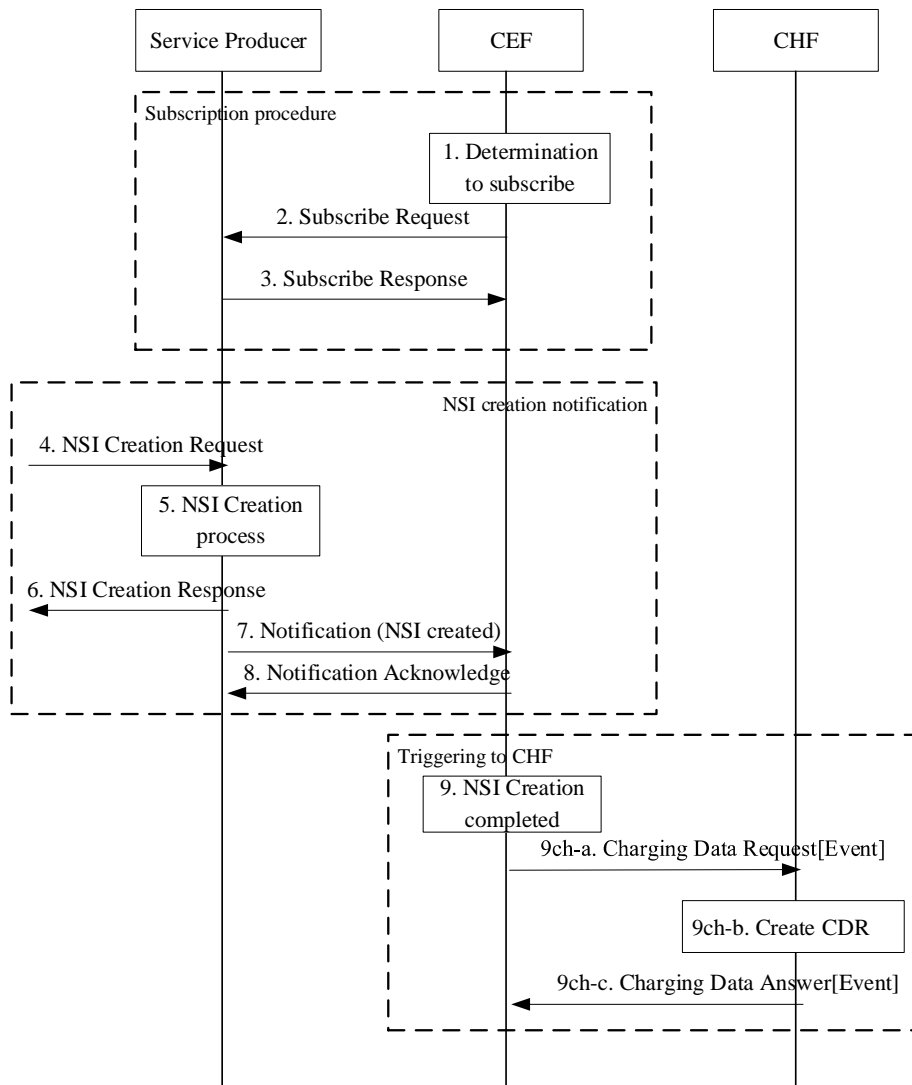 Service Producer
CEF
CHF
Subscription procedure
1. Determination
to subscribe
2. Subscribe Request
3. Subscribe Response
NSI creation notification
4. NSI Creation Request
5. NSI Creation
process
6. NSI Creation Response
7. Notification (NSI created)
8. Notification Acknowledge
Triggering to CHF
9. NSI Creation
completed
9ch-a. Charging Data Request[Event]
9ch-b. Create CDR
9ch-c. Charging Data Answer[Event]